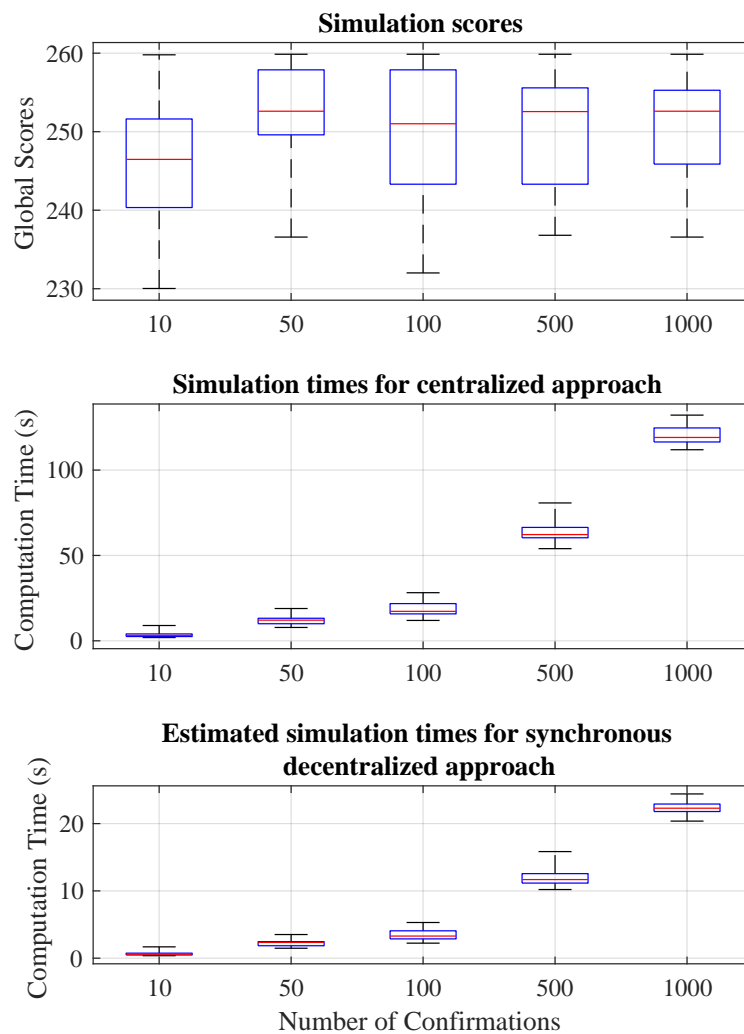 Simulation scores
Global Scores
260
250
240
230
10 50 100 500 1000
Simulation times for centralized approach
Computation Time (s)
100
50
0
10 50 100 500 1000
Estimated simulation times for synchronous
decentralized approach
Computation Time (s)
20
10
0
10 50 100 500 1000
Number of Confirmations